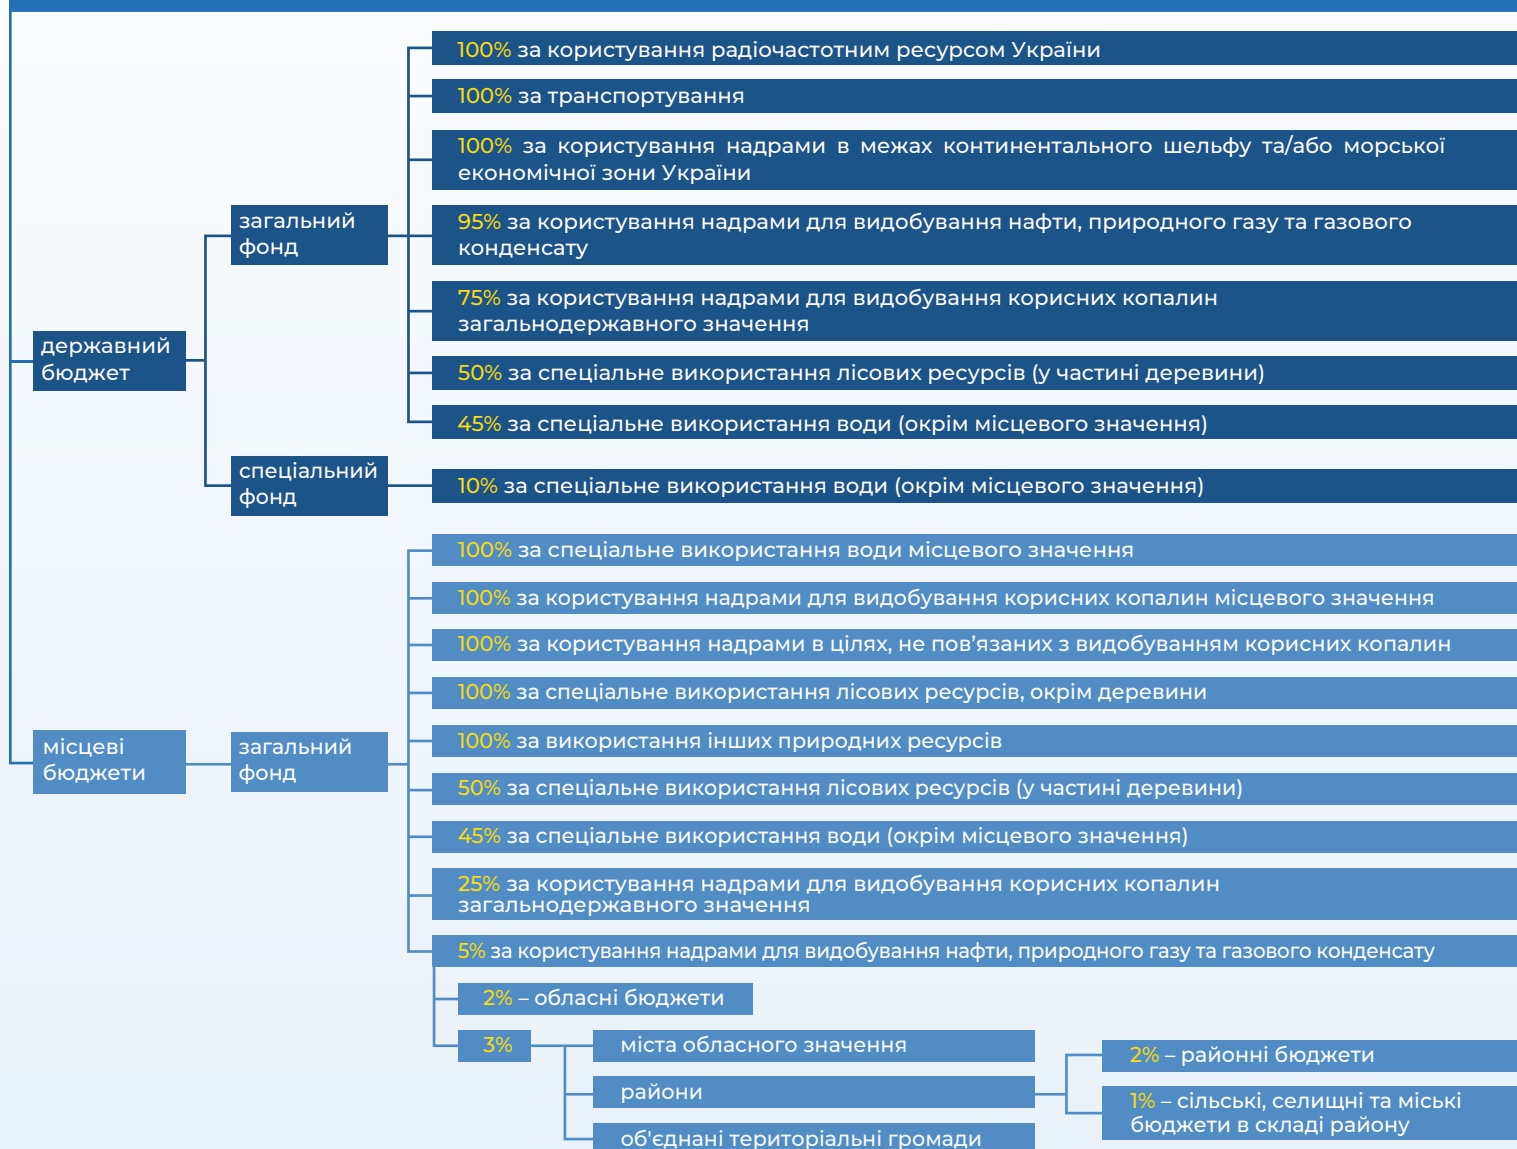 державний
бюджет
загальний
фонд
100% за користування радіочастотним ресурсом України
100% за транспортування
100% за користування надрами в межах континентального шельфу та/або морської
економічної зони України
95% за користування надрами для видобування нафти, природного газу та газового
конденсату
75% за користування надрами для видобування корисних копалин
загальнодержавного значення
50% за спеціальне використання лісових ресурсів (у частині деревини)
45% за спеціальне використання води (окрім місцевого значення)
спеціальний
фонд
10% за спеціальне використання води (окрім місцевого значення)
місцеві
бюджети
загальний
фонд
100% за спеціальне використання води місцевого значення
100% за користування надрами для видобування корисних копалин місцевого значення
100% за користування надрами в цілях, не пов’язаних з видобуванням корисних копалин
100% за спеціальне використання лісових ресурсів, окрім деревини
100% за використання інших природних ресурсів
50% за спеціальне використання лісових ресурсів (у частині деревини)
45% за спеціальне використання води (окрім місцевого значення)
25% за користування надрами для видобування корисних копалин
загальнодержавного значення
5% за користування надрами для видобування нафти, природного газу та газового конденсату
2% – обласні бюджети
3%
міста обласного значення
райони
2% – районні бюджети
1% – сільські, селищні та міські
бюджети в складі району
об'єднані територіальні громади